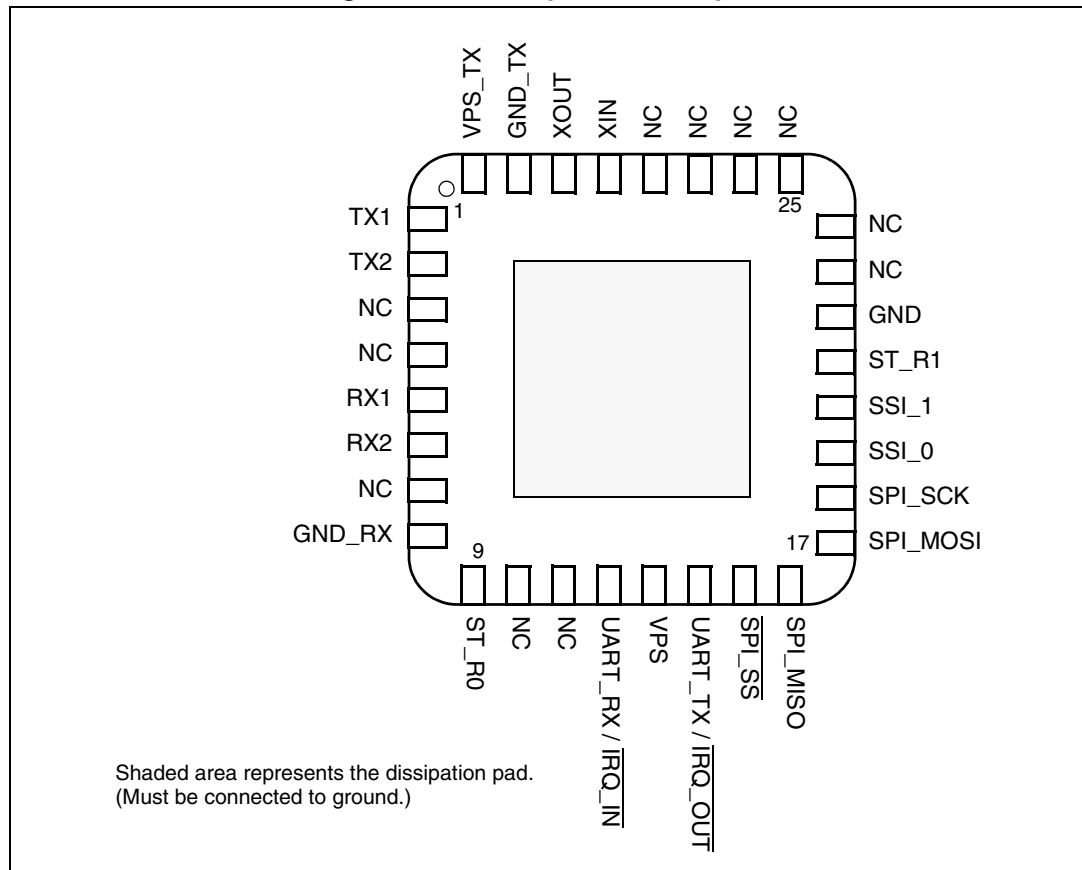 VPS_TX
GND_TX
XOUT
XIN
NC
NC
NC
NC
1
25
TX1
TX2
NC
NC
RX1
RX2
NC
GND_RX
NC
NC
GND
ST_R1
SSI_1
SSI_0
SPI_SCK
SPI_MOSI
9
17
ST_R0
NC
NC
UART_RX / IRQ_IN
VPS
UART_TX / IRQ_OUT
SPI_SS
SPI_MISO
Shaded area represents the dissipation pad.
(Must be connected to ground.)